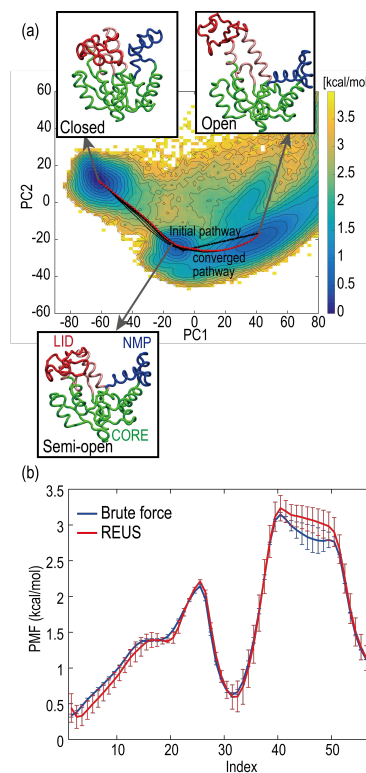 (a)
Closed
Open
[kcal/mol]
60
40
20
0
-20
-40
-60
PC2
-80
-60
-40
-20
0
20
40
60
80
PC1
3.5
3
2.5
2
1.5
1
0.5
0
Initial pathway
converged
pathway
LID
NMP
CORE
Semi-open
(b)
3.5
3.0
2.5
2.0
1.5
1.0
0.5
0
PMF (kcal/mol)
Brute force
REUS
10
20
30
40
50
Index